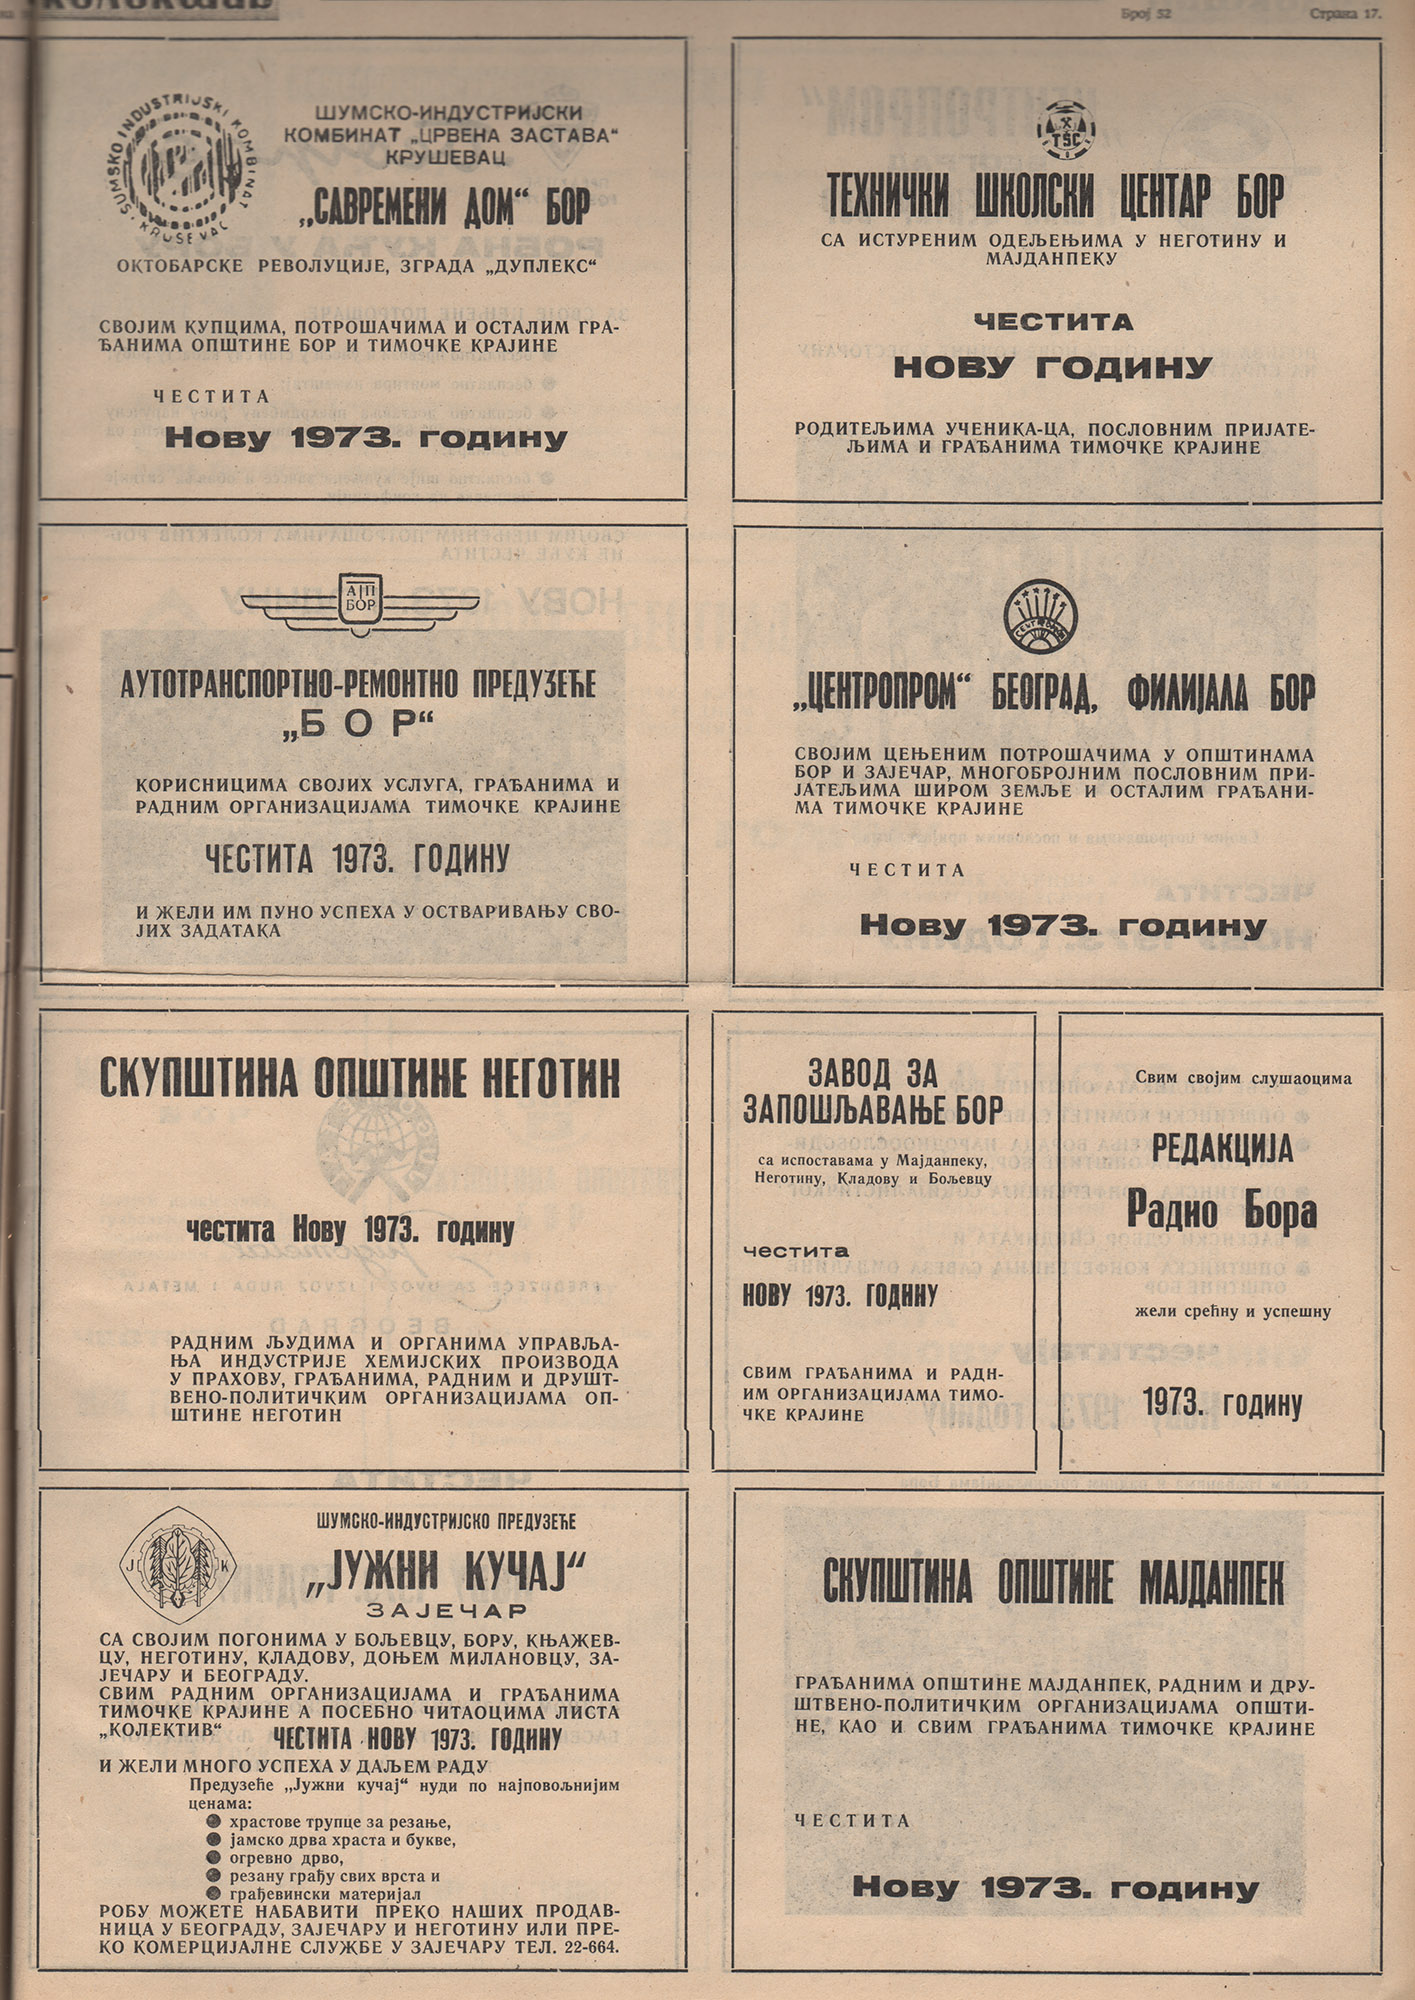 Број 52
Страна 17.
ŠUMSKO INDUSTRIJSKI KOMBINAT
KRUŠEVAC
ШУМСКО-ИНДУСТРИЈСКИ
КОМБИНАТ „ЦРВЕНА ЗАСТАВА“
КРУШЕВАЦ
„САВРЕМЕНИ ДОМ“ БОР
ОКТОБАРСКЕ РЕВОЛУЦИЈЕ, ЗГРАДА „ДУПЛЕКС“
СВОЈИМ КУПЦИМА, ПОТРОШАЧИМА И ОСТАЛИМ ГРА-
ЂАНИМА ОПШТИНЕ БОР И ТИМОЧКЕ КРАЈИНЕ
ЧЕСТИТА
Нову 1973. годину
TŠC
ТЕХНИЧКИ ШКОЛСКИ ЦЕНТАР БОР
СА ИСТУРЕНИМ ОДЕЉЕЊИМА У НЕГОТИНУ И
МАЈДАНПЕКУ
ЧЕСТИТА
НОВУ ГОДИНУ
РОДИТЕЉИМА УЧЕНИКА-ЦА, ПОСЛОВНИМ ПРИЈАТЕ-
ЉИМА И ГРАЂАНИМА ТИМОЧКЕ КРАЈИНЕ
АЈП
БОР
АУТОТРАНСПОРТНО-РЕМОНТНО ПРЕДУЗЕЋЕ
„БОР“
КОРИСНИЦИМА СВОЈИХ УСЛУГА, ГРАЂАНИМА И
РАДНИМ ОРГАНИЗАЦИЈАМА ТИМОЧКЕ КРАЈИНЕ
ЧЕСТИТА 1973. ГОДИНУ
И ЖЕЛИ ИМ ПУНО УСПЕХА У ОСТВАРИВАЊУ СВО-
ЈИХ ЗАДАТАКА
„ЦЕНТРОПРОМ“ БЕОГРАД, ФИЛИЈАЛА БОР
СВОЈИМ ЦЕЊЕНИМ ПОТРОШАЧИМА У ОПШТИНАМА
БОР И ЗАЈЕЧАР, МНОГОБРОЈНИМ ПОСЛОВНИМ ПРИ-
ЈАТЕЉИМА ШИРОМ ЗЕМЉЕ И ОСТАЛИМ ГРАЂАНИ-
МА ТИМОЧКЕ КРАЈИНЕ
ЧЕСТИТА
Нову 1973. годину
СКУПШТИНА ОПШТИНЕ НЕГОТИН
честита Нову 1973. годину
РАДНИМ ЉУДИМА И ОРГАНИМА УПРАВЉА-
ЊА ИНДУСТРИЈЕ ХЕМИЈСКИХ ПРОИЗВОДА
У ПРАХОВУ, ГРАЂАНИМА, РАДНИМ И ДРУШТ-
ВЕНО-ПОЛИТИЧКИМ ОРГАНИЗАЦИЈАМА ОП-
ШТИНЕ НЕГОТИН
ЗАВОД ЗА
ЗАПОШЉАВАЊЕ БОР
са испоставама у Мајданпеку,
Неготину, Кладову и Бољевцу
честита
НОВУ 1973. ГОДИНУ
СВИМ ГРАЂАНИМА И РАДН-
ИМ ОРГАНИЗАЦИЈАМА ТИМО-
ЧКЕ КРАЈИНЕ
Свим својим слушаоцима
РЕДАКЦИЈА
Радио Бора
жели срећну и успешну
1973. годину
J K
ШУМСКО-ИНДУСТРИЈСКО ПРЕДУЗЕЋЕ
„ЈУЖНИ КУЧАЈ“
ЗАЈЕЧАР
СА СВОЈИМ ПОГОНИМА У БОЉЕВЦУ, БОРУ, КЊАЖЕВ-
ЦУ, НЕГОТИНУ, КЛАДОВУ, ДОЊЕМ МИЛАНОВЦУ, ЗА-
ЈЕЧАРУ И БЕОГРАДУ.
СВИМ РАДНИМ ОРГАНИЗАЦИЈАМА И ГРАЂАНИМА
ТИМОЧКЕ КРАЈИНЕ А ПОСЕБНО ЧИТАОЦИМА ЛИСТА
„КОЛЕКТИВ“ ЧЕСТИТА НОВУ 1973. ГОДИНУ
И ЖЕЛИ МНОГО УСПЕХА У ДАЉЕМ РАДУ
Предузеће „Јужни кучај“ нуди по најповољнијим
ценама:
● храстове трупце за резање,
● јамско дрва храста и букве,
● огревно дрво,
● резану грађу свих врста и
● грађевински материјал
РОБУ МОЖЕТЕ НАБАВИТИ ПРЕКО НАШИХ ПРОДАВ-
НИЦА У БЕОГРАДУ, ЗАЈЕЧАРУ И НЕГОТИНУ ИЛИ ПРЕ-
КО КОМЕРЦИЈАЛНЕ СЛУЖБЕ У ЗАЈЕЧАРУ ТЕЛ. 22-664.
СКУПШТИНА ОПШТИНЕ МАЈДАНПЕК
ГРАЂАНИМА ОПШТИНЕ МАЈДАНПЕК, РАДНИМ И ДРУ-
ШТВЕНО-ПОЛИТИЧКИМ ОРГАНИЗАЦИЈАМА ОПШТИ-
НЕ, КАО И СВИМ ГРАЂАНИМА ТИМОЧКЕ КРАЈИНЕ
ЧЕСТИТА
Нову 1973. годину